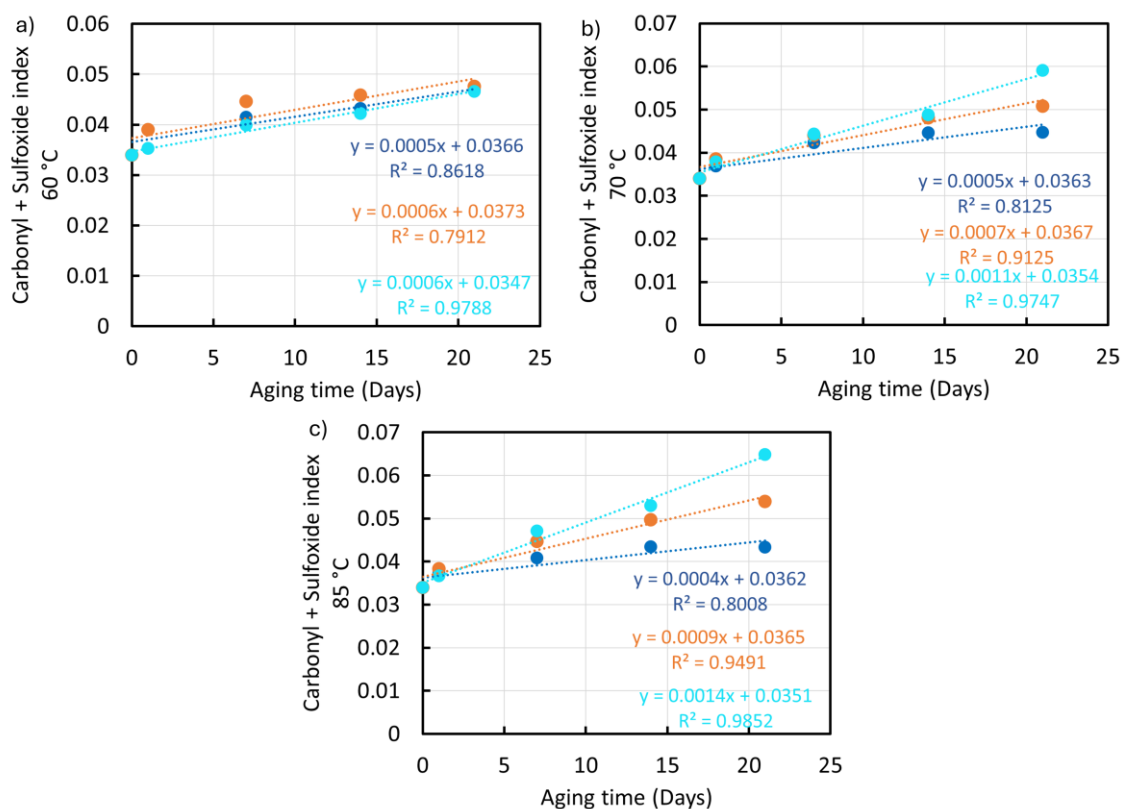 a)
Carbonyl + Sulfoxide index
60 °C
0.06
0.05
0.04
0.03
0.02
0.01
0
y = 0.0005x + 0.0366
R² = 0.8618
y = 0.0006x + 0.0373
R² = 0.7912
y = 0.0006x + 0.0347
R² = 0.9788
0 5 10 15 20 25
Aging time (Days)
b)
Carbonyl + Sulfoxide index
70 °C
0.07
0.06
0.05
0.04
0.03
0.02
0.01
0
y = 0.0005x + 0.0363
R² = 0.8125
y = 0.0007x + 0.0367
R² = 0.9125
y = 0.0011x + 0.0354
R² = 0.9747
0 5 10 15 20 25
Aging time (Days)
c)
Carbonyl + Sulfoxide index
85 °C
0.07
0.06
0.05
0.04
0.03
0.02
0.01
0
y = 0.0004x + 0.0362
R² = 0.8008
y = 0.0009x + 0.0365
R² = 0.9491
y = 0.0014x + 0.0351
R² = 0.9852
0 5 10 15 20 25
Aging time (Days)